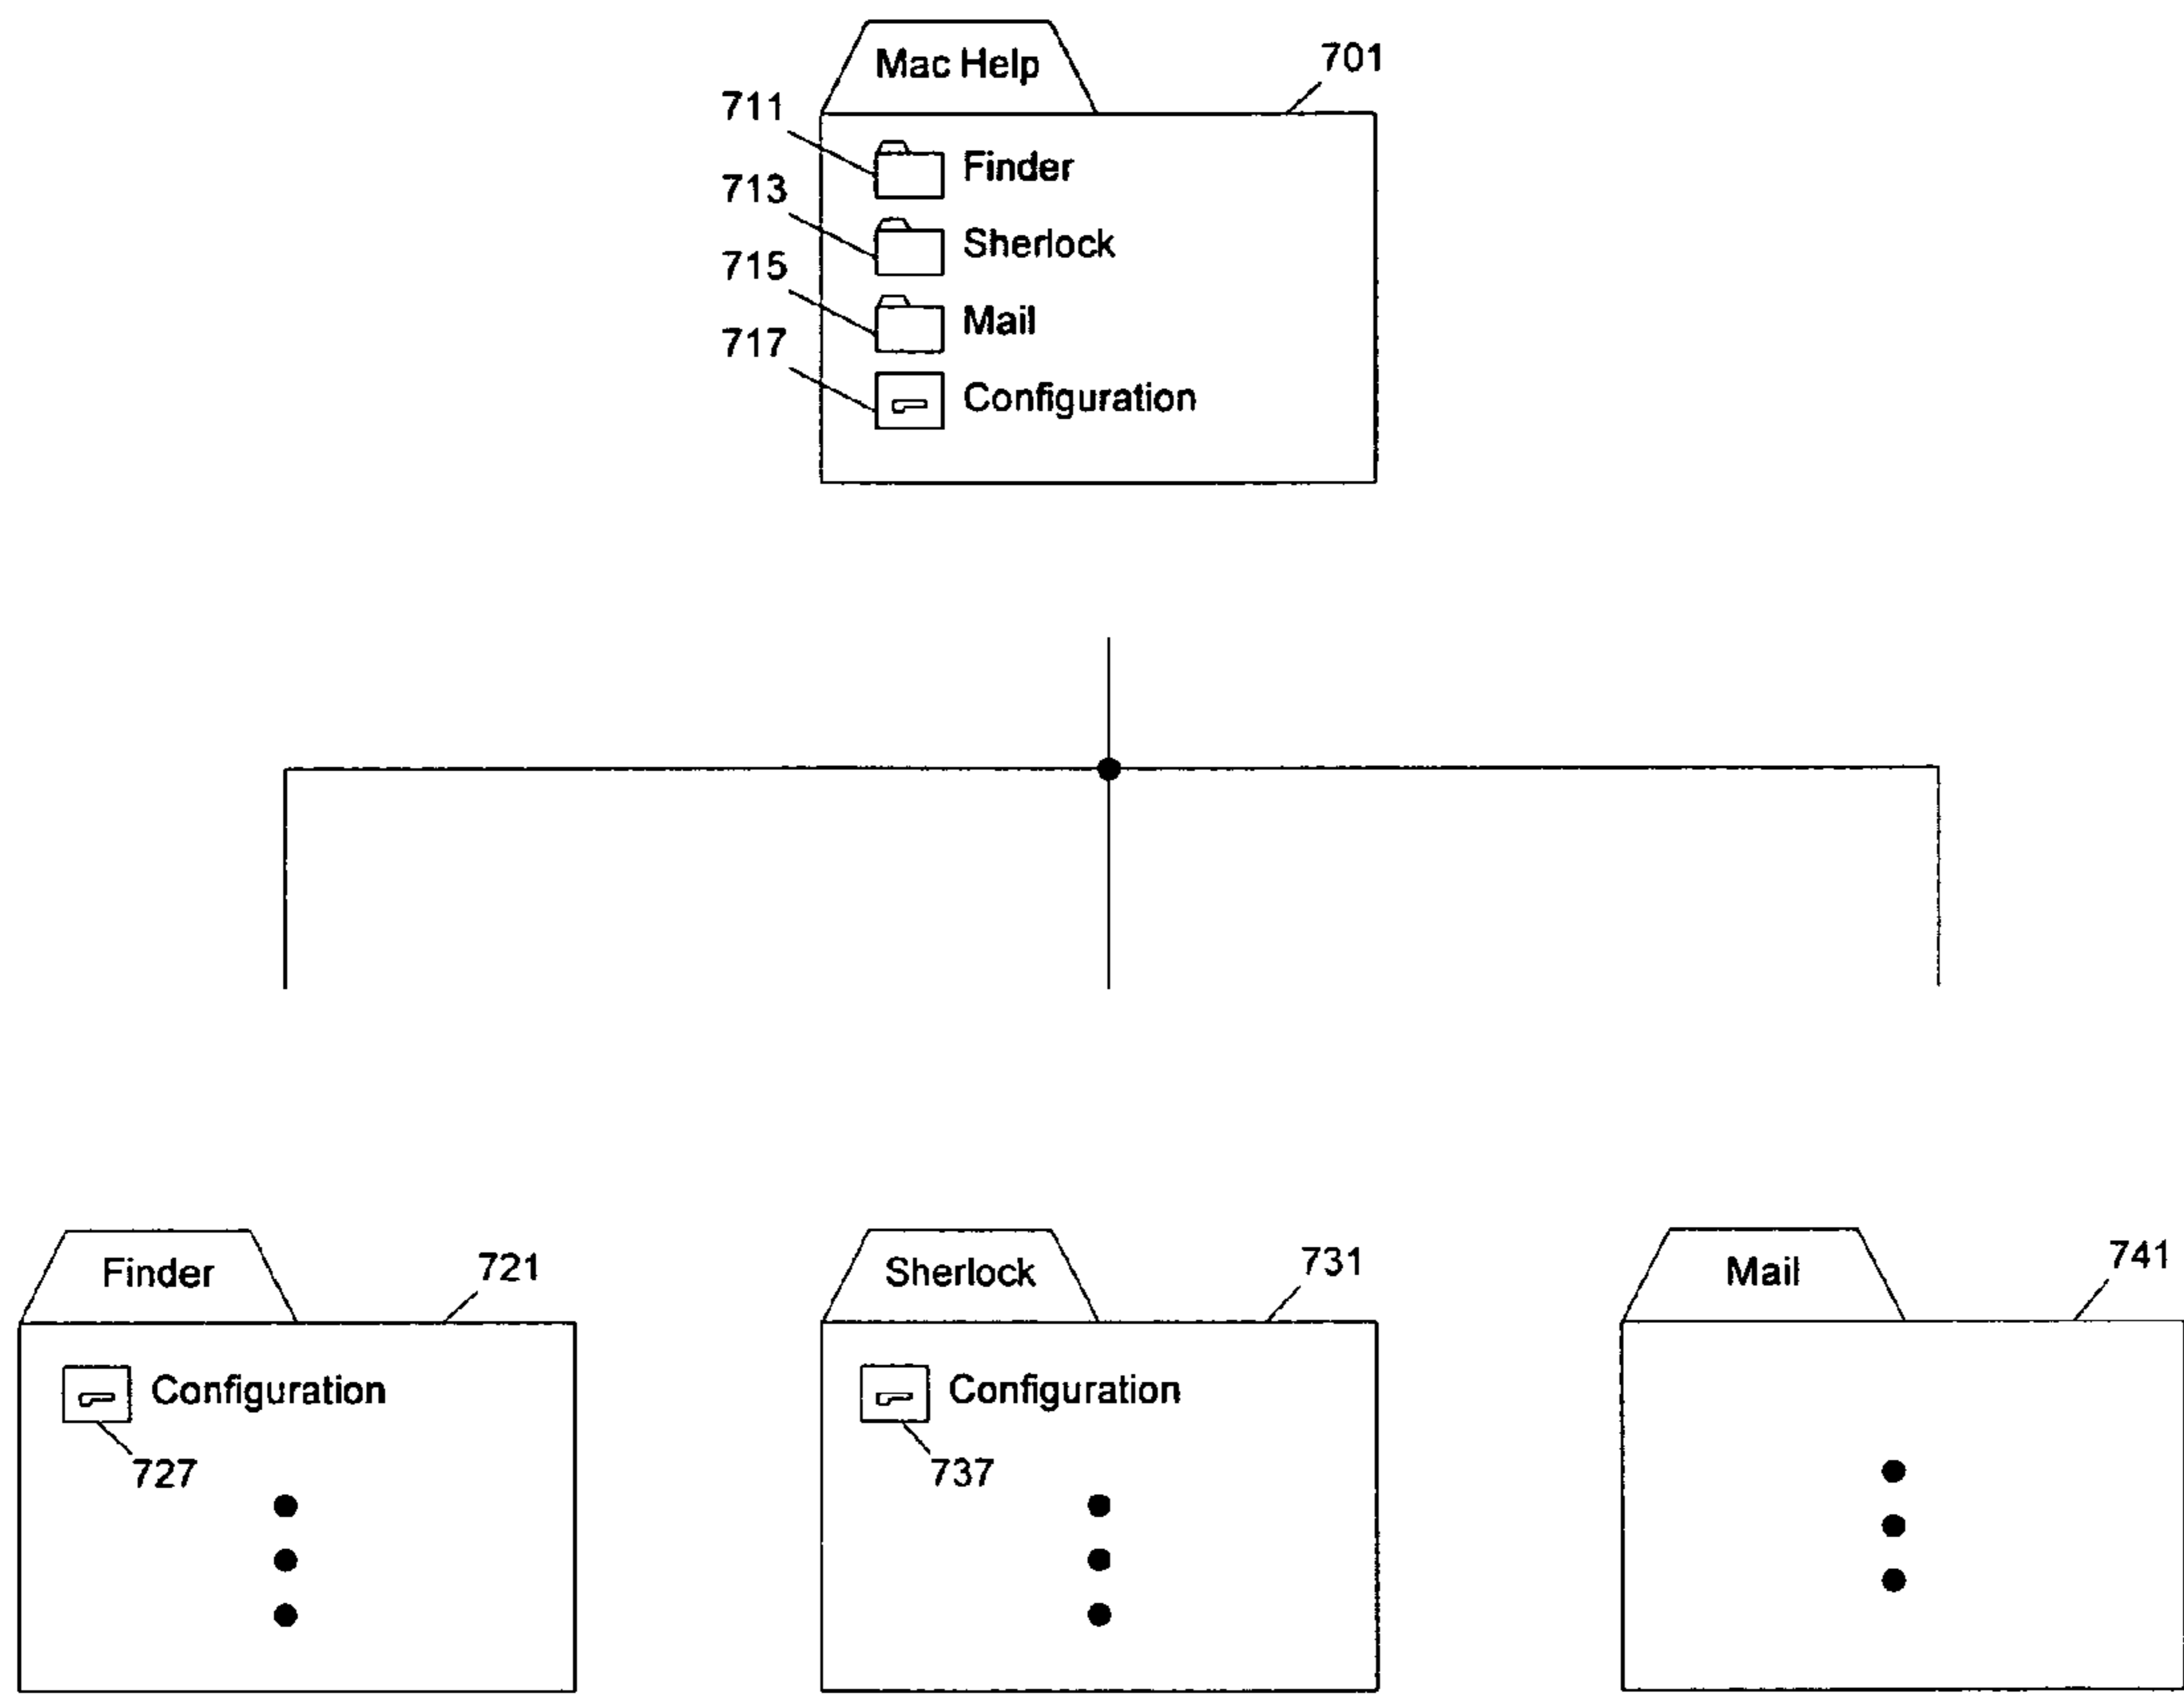 Mac Help
701
711
Finder
713
Sherlock
715
Mail
717
Configuration
Finder
721
Sherlock
731
Mail
741
Configuration
727
Configuration
737